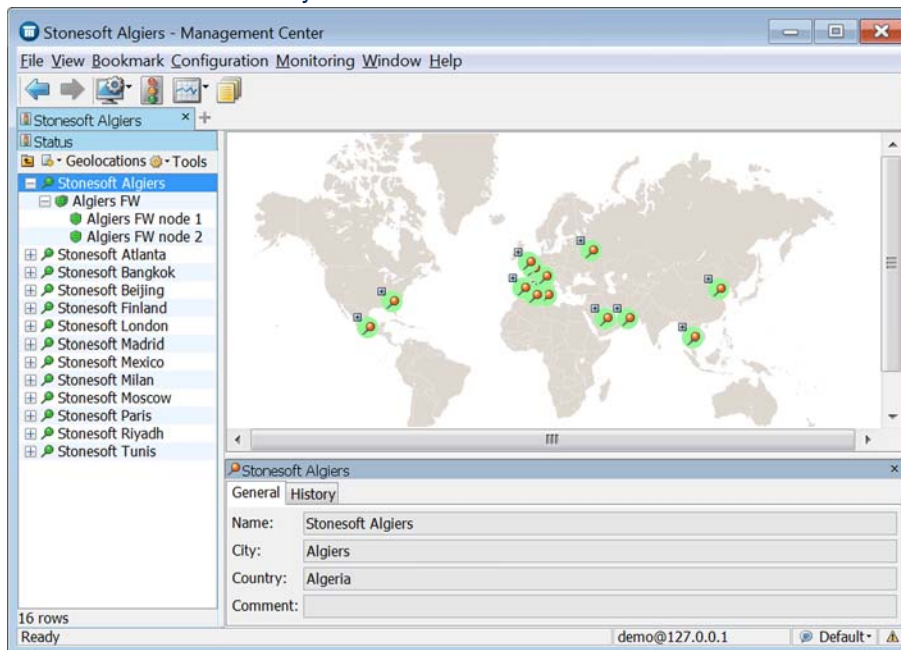 Stonesoft Algiers - Management Center
File View Bookmark Configuration Monitoring Window Help
Stonesoft Algiers
Status
Geolocations Tools
Stonesoft Algiers
Algiers FW
Algiers FW node 1
Algiers FW node 2
Stonesoft Atlanta
Stonesoft Bangkok
Stonesoft Beijing
Stonesoft Finland
Stonesoft London
Stonesoft Madrid
Stonesoft Mexico
Stonesoft Milan
Stonesoft Moscow
Stonesoft Paris
Stonesoft Riyadh
Stonesoft Tunis
16 rows
Stonesoft Algiers
General History
Name: Stonesoft Algiers
City: Algiers
Country: Algeria
Comment:
Ready demo@127.0.0.1 Default